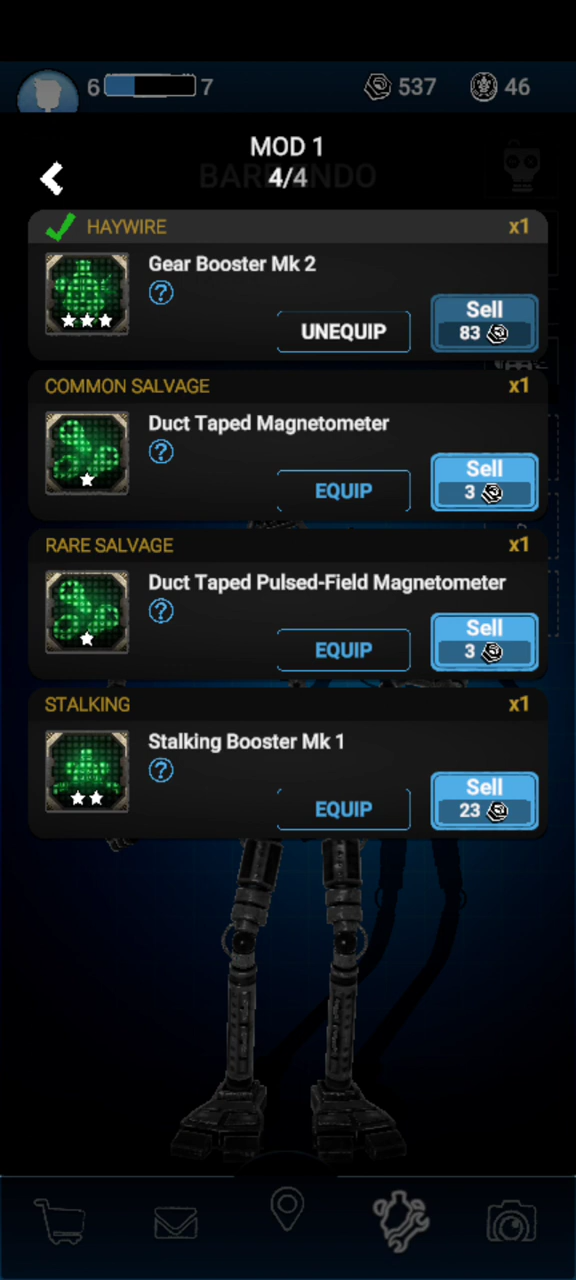 6 7 537 46
MOD 1
BARE ENDO
4/4
HAYWIRE x1
Gear Booster Mk 2
?
UNEQUIP
Sell
83
COMMON SALVAGE x1
Duct Taped Magnetometer
?
EQUIP
Sell
3
RARE SALVAGE x1
Duct Taped Pulsed-Field Magnetometer
?
EQUIP
Sell
3
STALKING x1
Stalking Booster Mk 1
?
EQUIP
Sell
23